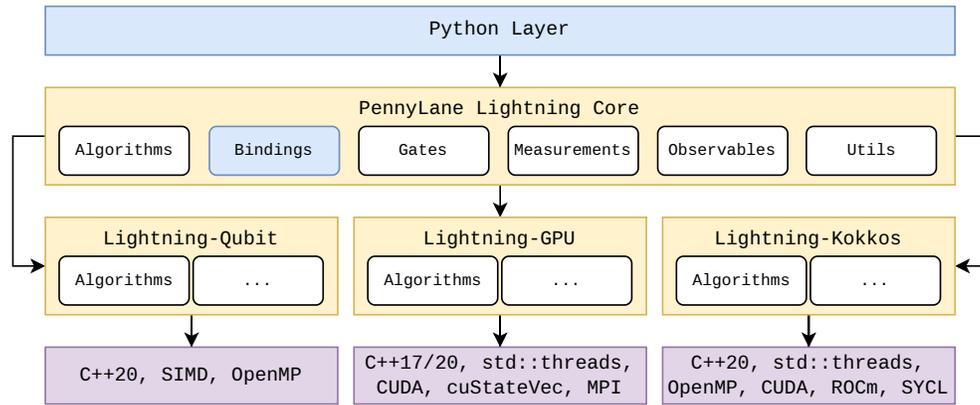 Python Layer
PennyLane Lightning Core
Algorithms
Bindings
Gates
Measurements
Observables
Utils
Lightning-Qubit
Algorithms
...
Lightning-GPU
Algorithms
...
Lightning-Kokkos
Algorithms
...
C++20, SIMD, OpenMP
C++17/20, std::threads,
CUDA, cuStateVec, MPI
C++20, std::threads,
OpenMP, CUDA, ROCm, SYCL